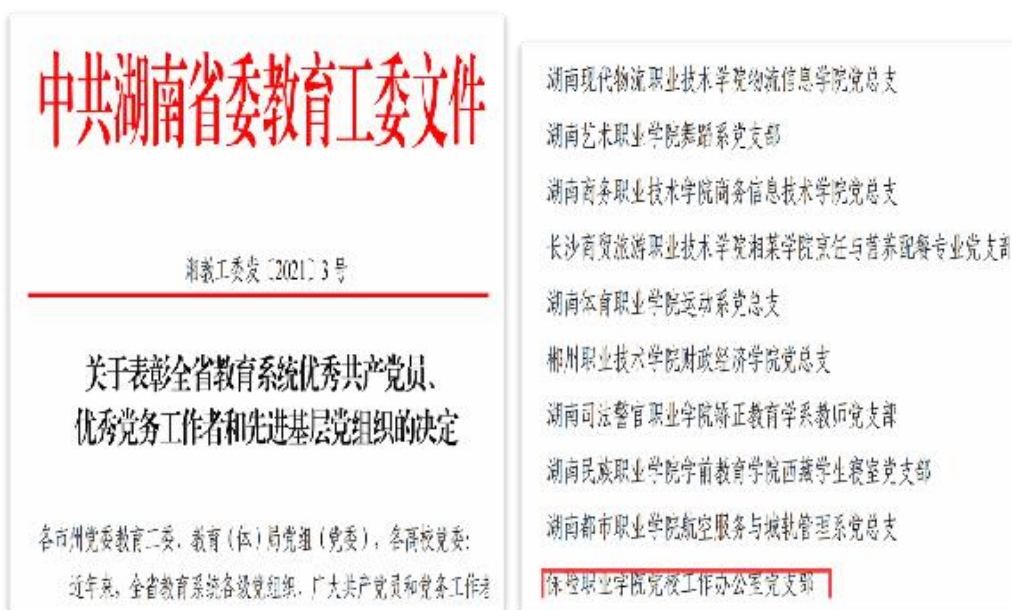 中共湖南省委教育工委文件
湘教工委发〔2021〕3号
关于表彰全省教育系统优秀共产党员、
优秀党务工作者和先进基层党组织的决定
各市州党委教育工委、教育(体)局党组(党委),各高校党委:
近年来,全省教育系统各级党组织、广大共产党员和党务工作者
湖南现代物流职业技术学院物流信息学院党总支
湖南艺术职业学院舞蹈系党支部
湖南商务职业技术学院商务信息技术学院党总支
长沙商贸旅游职业技术学院湘菜学院烹饪与营养配餐专业党支部
湖南体育职业学院运动系党总支
郴州职业技术学院财政经济学院党总支
湖南司法警官职业学院矫正教育学系教师党支部
湖南民族职业学院学前教育学院西藏学生寝室党支部
湖南都市职业学院航空服务与城轨管理系党总支
保险职业学院党校工作办公室党支部